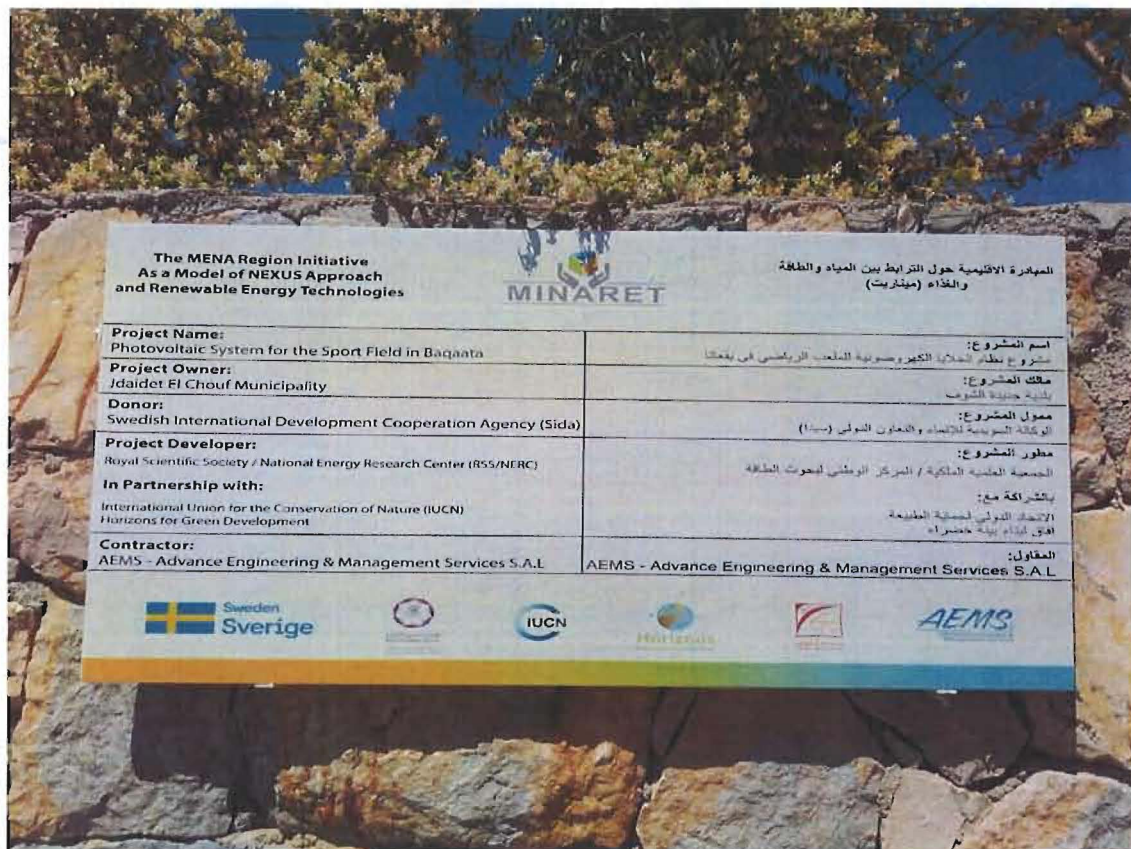 The MENA Region Initiative
As a Model of NEXUS Approach
and Renewable Energy Technologies
MINARET
المبادرة الاقليمية حول الترابط بين المياه والطاقة
والغذاء (ميناريت)
Project Name:
Photovoltaic System for the Sport Field in Baqaata
اسم المشروع:
مشروع نظام الخلايا الكهروضوئية للملعب الرياضي في بقعاتا
Project Owner:
Jdaidet El Chouf Municipality
مالك المشروع:
بلدية جديدة الشوف
Donor:
Swedish International Development Cooperation Agency (Sida)
ممول المشروع:
الوكالة السويدية للانماء والتعاون الدولي (سيدا)
Project Developer:
Royal Scientific Society / National Energy Research Center (RSS/NERC)
In Partnership with:
International Union for the Conservation of Nature (IUCN)
Horizons for Green Development
مطور المشروع:
الجمعية العلمية الملكية / المركز الوطني لبحوث الطاقة
بالشراكة مع:
الاتحاد الدولي لحماية الطبيعة
افاق لبناء بيئة خضراء
Contractor:
AEMS - Advance Engineering & Management Services S.A.L
المقاول:
AEMS - Advance Engineering & Management Services S.A.L
Sweden
Sverige
IUCN
Horizons
AEMS